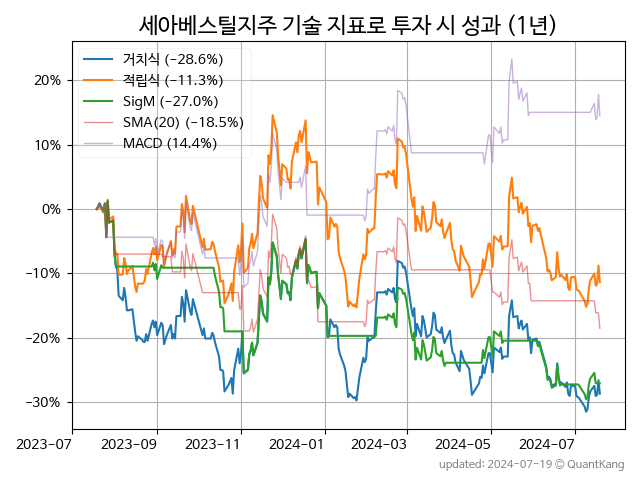 세아베스틸지주 기술 지표로 투자 시 성과 (1년)
거치식 (−28.6%)
적립식 (−11.3%)
SigM (−27.0%)
SMA(20) (−18.5%)
MACD (14.4%)
20%
10%
0%
−10%
−20%
−30%
2023-07 2023-09 2023-11 2024-01 2024-03 2024-05 2024-07
updated: 2024-07-19 © QuantKang